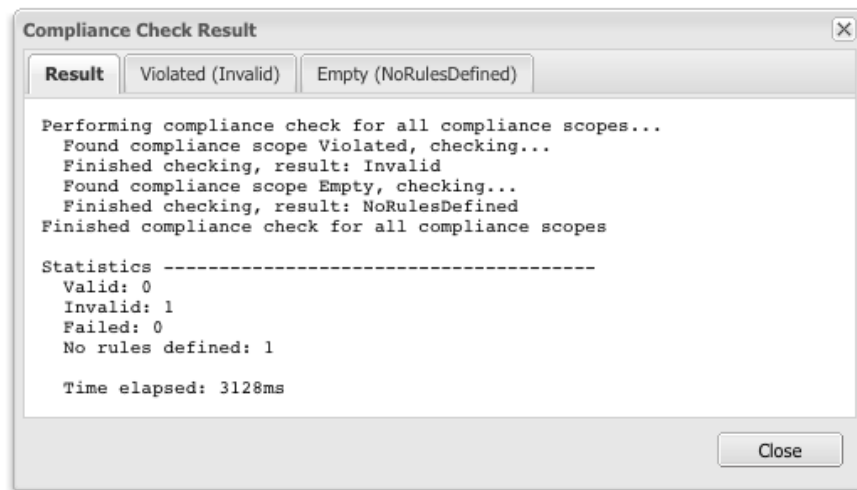 Compliance Check Result
Result Violated (Invalid) Empty (NoRulesDefined)
Performing compliance check for all compliance scopes...
Found compliance scope Violated, checking...
Finished checking, result: Invalid
Found compliance scope Empty, checking...
Finished checking, result: NoRulesDefined
Finished compliance check for all compliance scopes
Statistics ---------------------------------------
Valid: 0
Invalid: 1
Failed: 0
No rules defined: 1
Time elapsed: 3128ms
Close